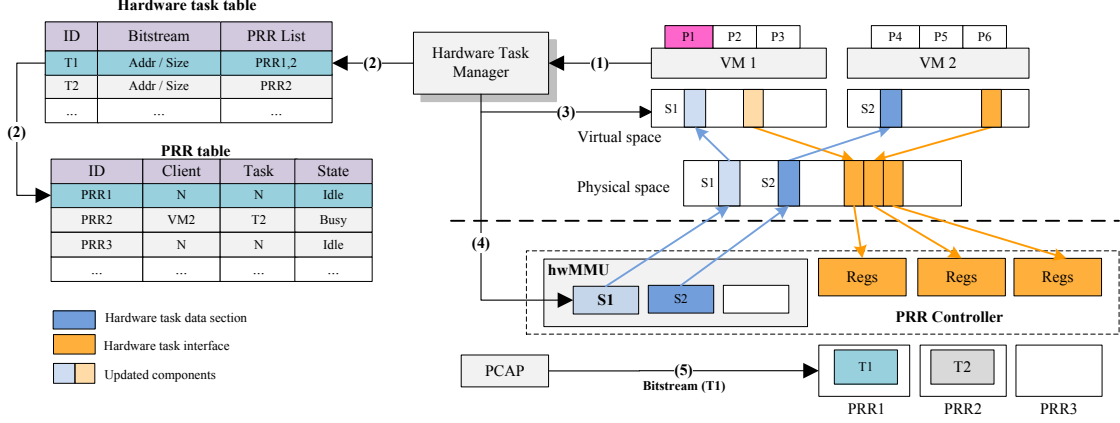 Hardware task table
ID Bitstream PRR List
T1 Addr / Size PRR1,2
T2 Addr / Size PRR2
... ... ...
(2)
PRR table
ID Client Task State
PRR1 N N Idle
PRR2 VM2 T2 Busy
PRR3 N N Idle
... ... ... ...
Hardware task data section
Hardware task interface
Updated components
Hardware Task
Manager
(2)
(1)
P1 P2 P3
VM 1
P4 P5 P6
VM 2
(3)
S1
S2
Virtual space
Physical space
S1
S2
(4)
hwMMU
S1
S2
Regs
Regs
Regs
PRR Controller
PCAP
(5)
Bitstream (T1)
T1
T2
PRR1
PRR2
PRR3